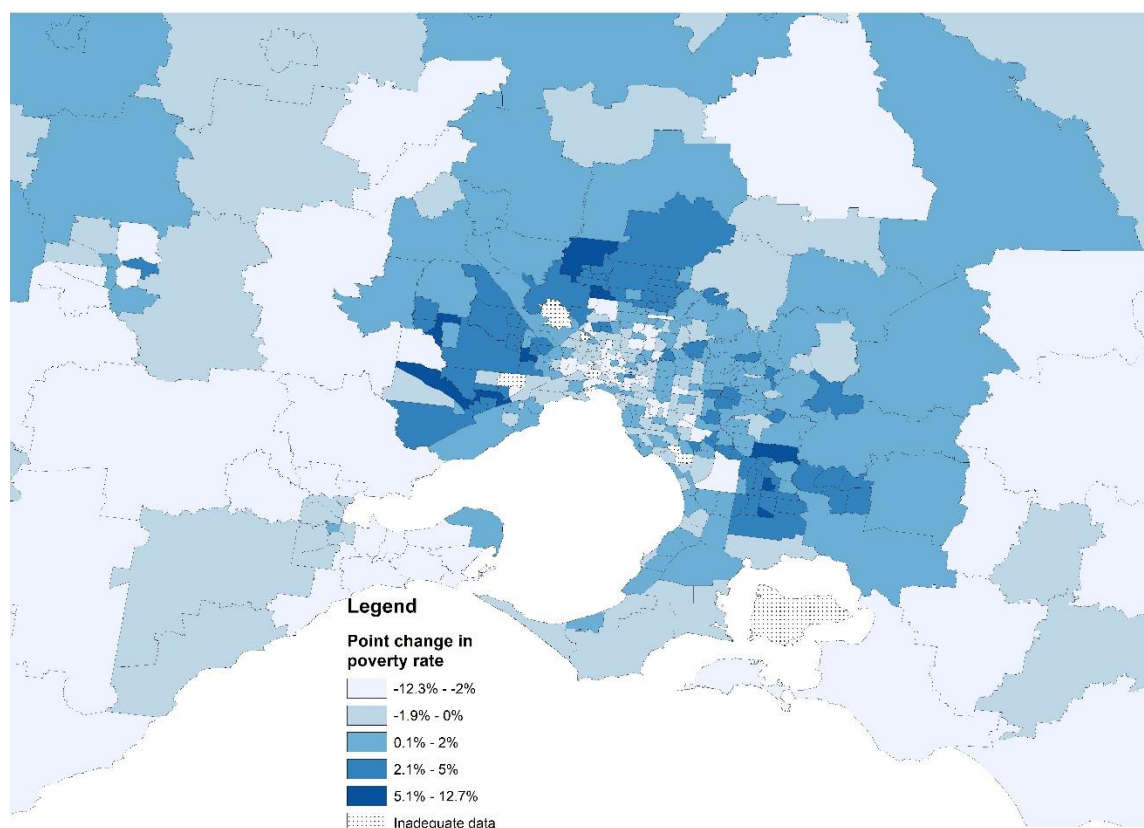 Legend
Point change in
poverty rate
-12.3% - -2%
-1.9% - 0%
0.1% - 2%
2.1% - 5%
5.1% - 12.7%
Inadequate data